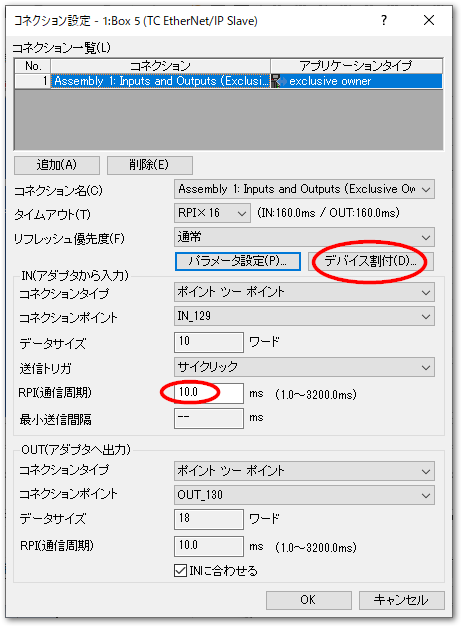 コネクション設定 - 1:Box 5 (TC EtherNet/IP Slave)
コネクション一覧(L)
No. コネクション アプリケーションタイプ
1 Assembly 1: Inputs and Outputs (Exclusi... exclusive owner
追加(A) 削除(E)
コネクション名(C) Assembly 1: Inputs and Outputs (Exclusive Ow
タイムアウト(T) RPI×16 (IN:160.0ms / OUT:160.0ms)
リフレッシュ優先度(F) 通常
パラメータ設定(P)... デバイス割付(D)...
IN(アダプタから入力)
コネクションタイプ ポイント ツー ポイント
コネクションポイント IN_129
データサイズ 10 ワード
送信トリガ サイクリック
RPI(通信周期) 10.0 ms (1.0～3200.0ms)
最小送信間隔 -- ms
OUT(アダプタへ出力)
コネクションタイプ ポイント ツー ポイント
コネクションポイント OUT_130
データサイズ 18 ワード
RPI(通信周期) 10.0 ms (1.0～3200.0ms)
INに合わせる
OK キャンセル